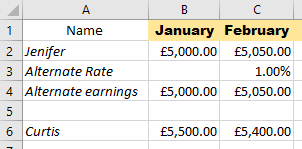 A B C
1 Name January February
2 Jenifer £5,000.00 £5,050.00
3 Alternate Rate 1.00%
4 Alternate earnings £5,000.00 £5,050.00
5
6 Curtis £5,500.00 £5,400.00